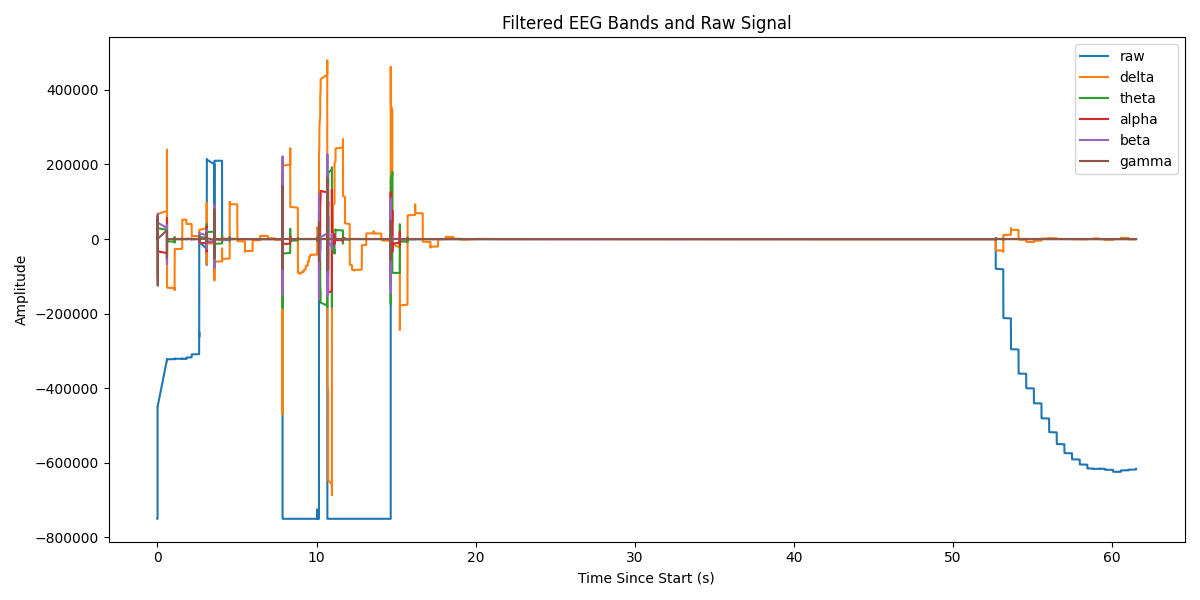 Filtered EEG Bands and Raw Signal
raw
delta
theta
alpha
beta
gamma
Amplitude
400000
200000
0
−200000
−400000
−600000
−800000
0 10 20 30 40 50 60
Time Since Start (s)